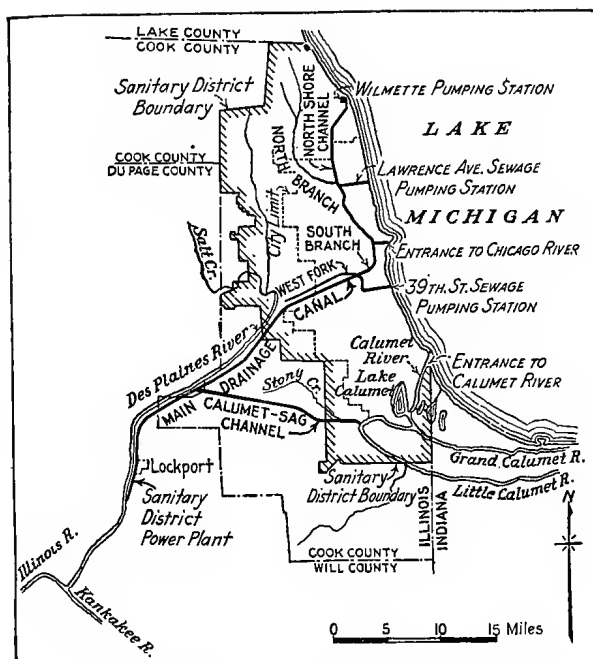 LAKE COUNTY
COOK COUNTY
Sanitary District
Boundary
WILMETTE PUMPING STATION
NORTH SHORE
CHANNEL
LAKE
COOK COUNTY
DU PAGE COUNTY
NORTH BRANCH
LAWRENCE AVE. SEWAGE
PUMPING STATION
City Limit
MICHIGAN
Salt Cr.
SOUTH
BRANCH
ENTRANCE TO CHICAGO RIVER
WEST FORK
CANAL
39TH. ST. SEWAGE
PUMPING STATION
Des Plaines River
Calumet
River
Lake
Calumet
ENTRANCE TO
CALUMET RIVER
MAIN DRAINAGE
Stony Cr.
CALUMET-SAG
CHANNEL
Grand Calumet R.
Little Calumet R.
Lockport
Sanitary
District
Power Plant
Sanitary
District Boundary
ILLINOIS
INDIANA
N
Illinois R.
COOK COUNTY
WILL COUNTY
Kankakee R.
0 5 10 15 Miles